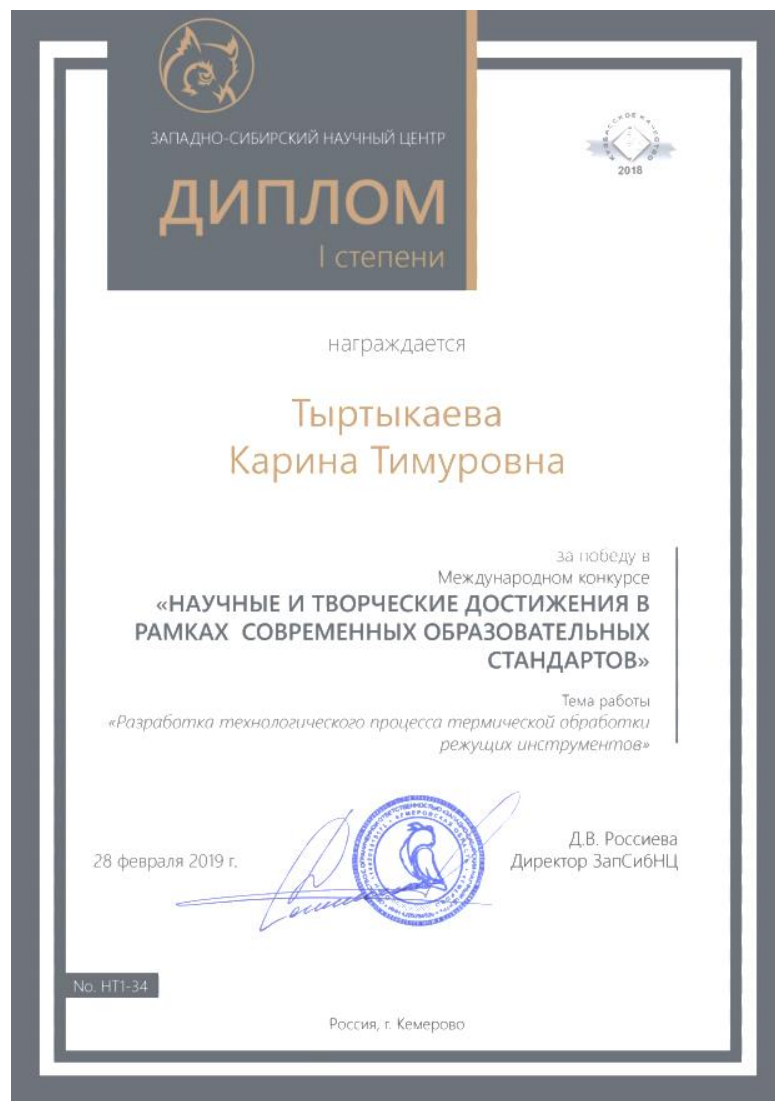 ЗАПАДНО-СИБИРСКИЙ НАУЧНЫЙ ЦЕНТР
ДИПЛОМ
I степени
КУЗБАССКОЕ КАЧЕСТВО
2018
награждается
Тыртыкаева
Карина Тимуровна
за победу в
Международном конкурсе
«НАУЧНЫЕ И ТВОРЧЕСКИЕ ДОСТИЖЕНИЯ В
РАМКАХ СОВРЕМЕННЫХ ОБРАЗОВАТЕЛЬНЫХ
СТАНДАРТОВ»
Тема работы
«Разработка технологического процесса термической обработки
режущих инструментов»
28 февраля 2019 г.
Д.В. Россиева
Директор ЗапСибНЦ
No. НТ1-34
Россия, г. Кемерово